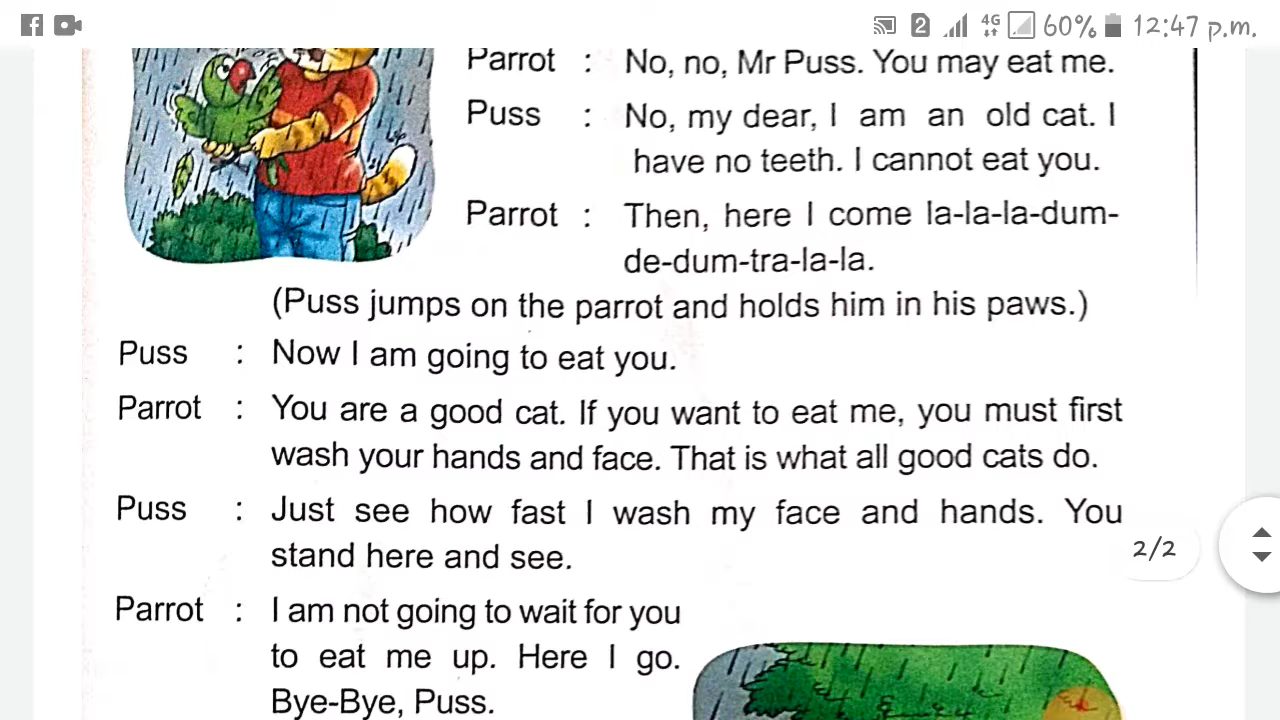 2 4G 60% 12:47 p.m.
Parrot : No, no, Mr Puss. You may eat me.
Puss : No, my dear, I am an old cat. I
have no teeth. I cannot eat you.
Parrot : Then, here I come la-la-la-dum-
de-dum-tra-la-la.
(Puss jumps on the parrot and holds him in his paws.)
Puss : Now I am going to eat you.
Parrot : You are a good cat. If you want to eat me, you must first
wash your hands and face. That is what all good cats do.
Puss : Just see how fast I wash my face and hands. You
stand here and see.
2/2
Parrot : I am not going to wait for you
to eat me up. Here I go.
Bye-Bye, Puss.